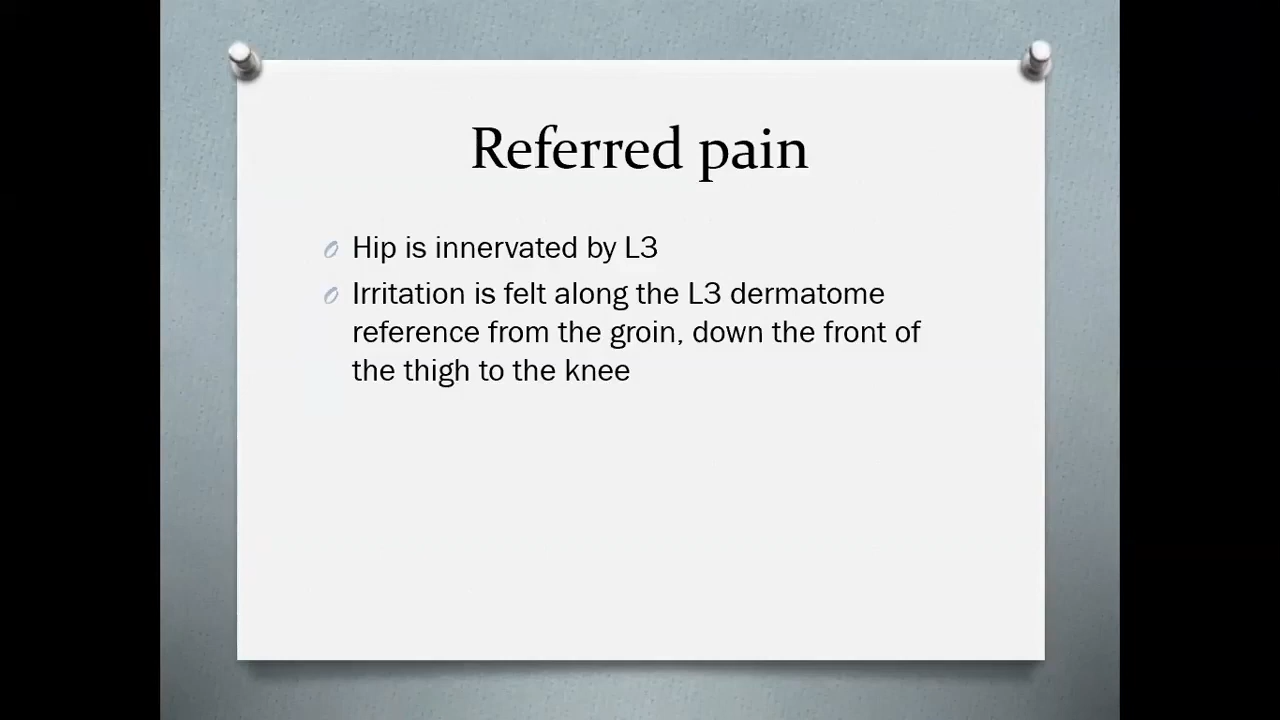 Referred pain
Hip is innervated by L3
Irritation is felt along the L3 dermatome
reference from the groin, down the front of
the thigh to the knee